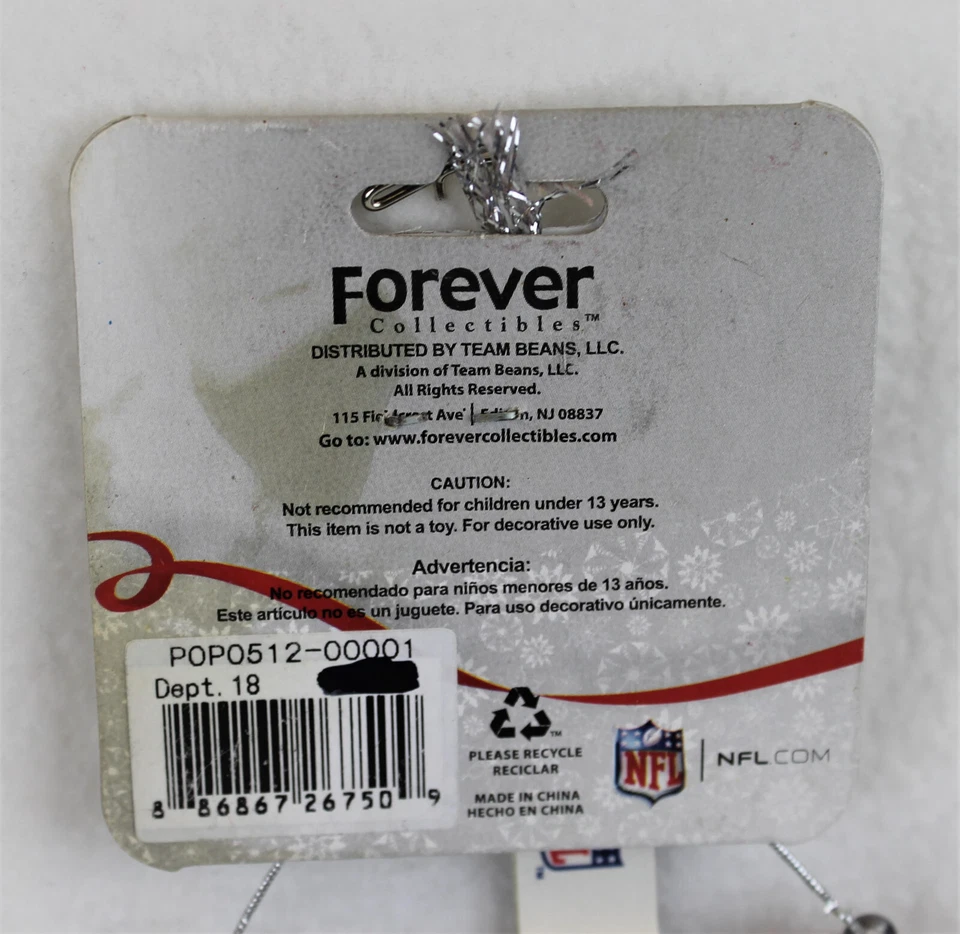 Forever
Collectibles™
DISTRIBUTED BY TEAM BEANS, LLC.
A division of Team Beans, LLC.
All Rights Reserved.
115 Ave NJ 08837
Go to: www.forevercollectibles.com
CAUTION:
Not recommended for children under 13 years.
This item is not a toy. For decorative use only.
Advertencia:
No recomendado para niños menores de 13 años.
Este artículo no es un juguete. Para uso decorativo únicamente.
POPO512-00001
Dept. 18
8 86867 26750 9
TM
PLEASE RECYCLE
RECICLAR
MADE IN CHINA
HECHO EN CHINA
NFL
NFL.COM